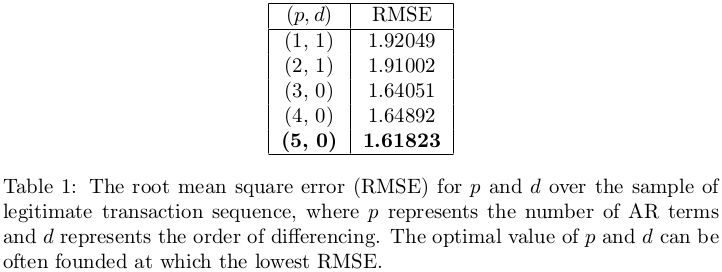 (p, d) RMSE
(1, 1) 1.92049
(2, 1) 1.91002
(3, 0) 1.64051
(4, 0) 1.64892
(5, 0) 1.61823
Table 1: The root mean square error (RMSE) for p and d over the sample of
legitimate transaction sequence, where p represents the number of AR terms
and d represents the order of differencing. The optimal value of p and d can be
often founded at which the lowest RMSE.